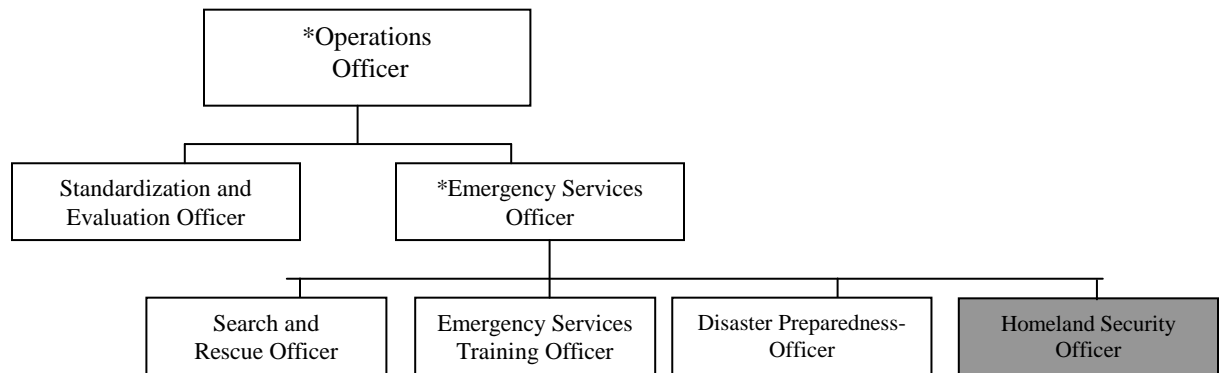 *Operations
Officer
Standardization and
Evaluation Officer
*Emergency Services
Officer
Search and
Rescue Officer
Emergency Services
Training Officer
Disaster Preparedness-
Officer
Homeland Security
Officer